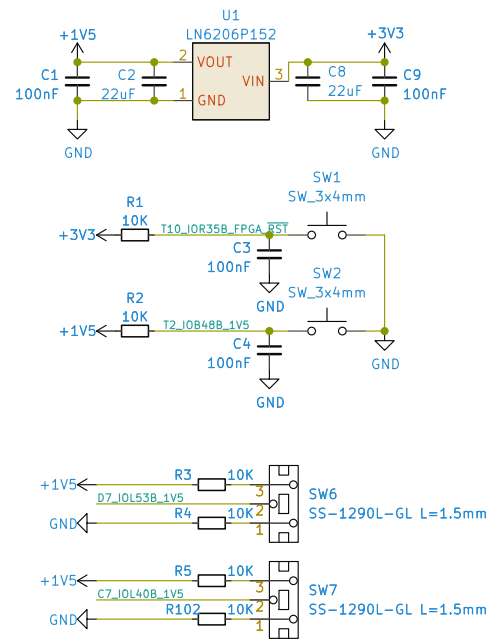 U1
LN6206P152
+1V5
+3V3
2
VOUT
VIN
3
C1
100nF
C2
22uF
1
GND
C8
22uF
C9
100nF
GND
GND
SW1
SW_3x4mm
R1
10K
+3V3
T10_IOR35B_FPGA_RST
C3
100nF
GND
SW2
SW_3x4mm
R2
10K
+1V5
T2_IOB48B_1V5
C4
100nF
GND
GND
R3
10K
+1V5
3
D7_IOL53B_1V5
SW6
R4
10K
2
SS-1290L-GL L=1.5mm
GND
1
R5
10K
+1V5
3
C7_IOL40B_1V5
SW7
R102
10K
2
SS-1290L-GL L=1.5mm
GND
1